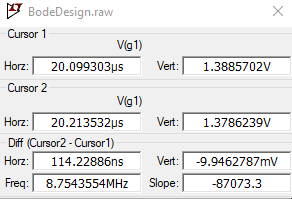 BodeDesign.raw
Cursor 1
V(g1)
Horz: 20.099303µs Vert: 1.3885702V
Cursor 2
V(g1)
Horz: 20.213532µs Vert: 1.3786239V
Diff (Cursor2 - Cursor1)
Horz: 114.22886ns Vert: -9.9462787mV
Freq: 8.7543554MHz Slope: -87073.3